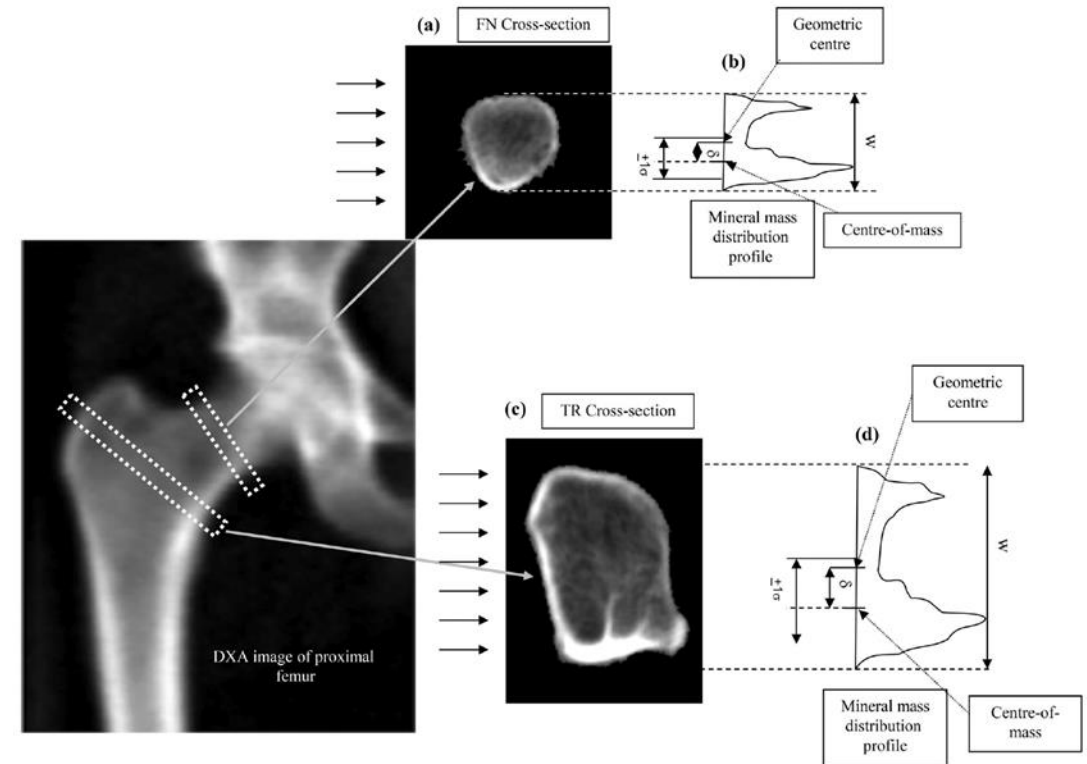 (a)
FN Cross-section
Geometric
centre
(b)
W
δ
±1σ
Mineral mass
distribution
profile
Centre-of-mass
DXA image of proximal
femur
(c)
TR Cross-section
Geometric
centre
(d)
W
δ
±1σ
Mineral mass
distribution
profile
Centre-of-
mass